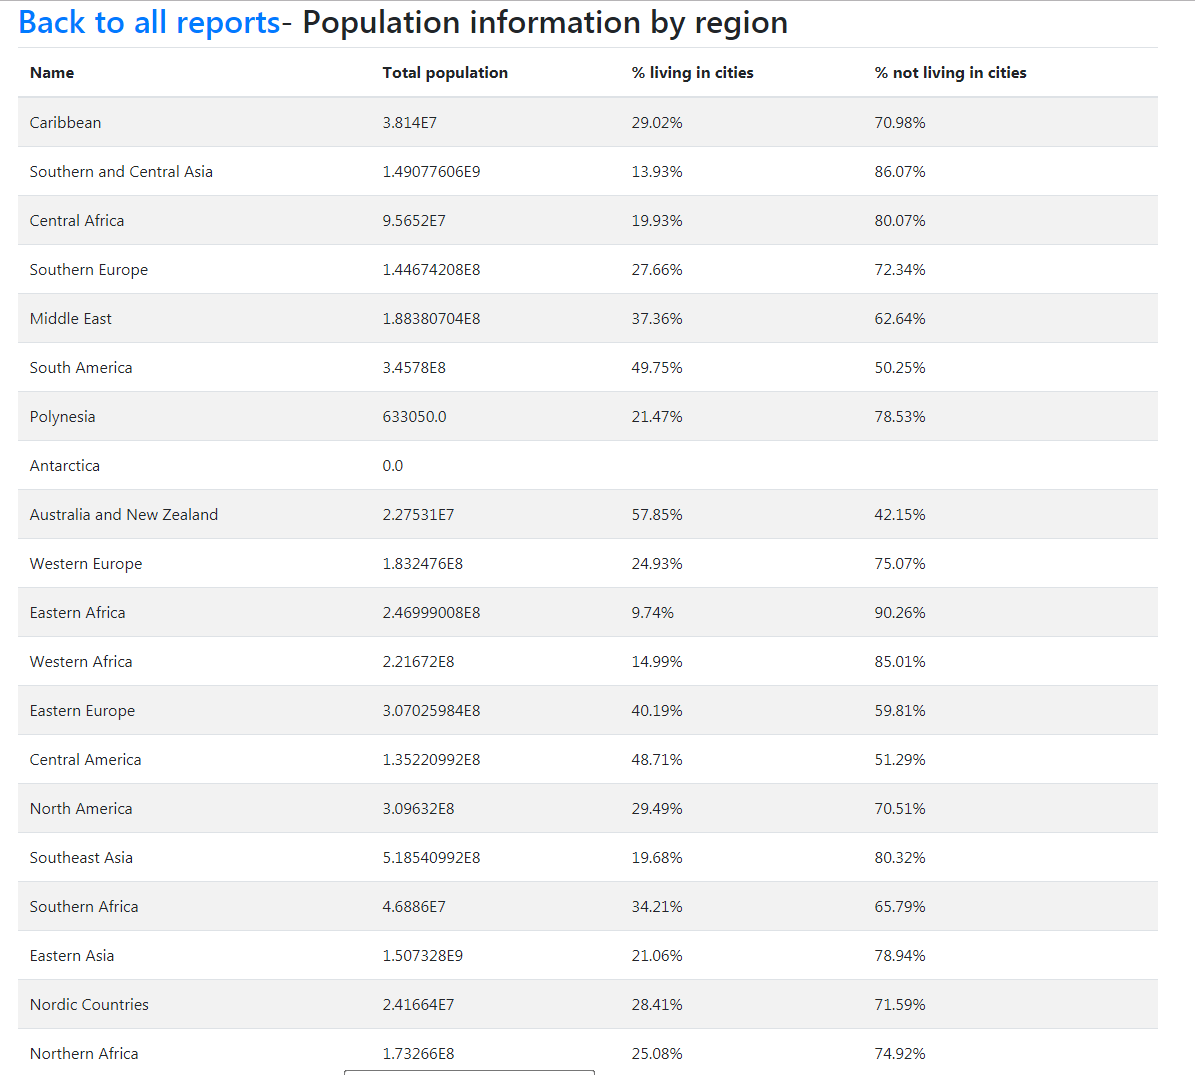 Back to all reports- Population information by region
Name Total population % living in cities % not living in cities
Caribbean 3.814E7 29.02% 70.98%
Southern and Central Asia 1.49077606E9 13.93% 86.07%
Central Africa 9.5652E7 19.93% 80.07%
Southern Europe 1.44674208E8 27.66% 72.34%
Middle East 1.88380704E8 37.36% 62.64%
South America 3.4578E8 49.75% 50.25%
Polynesia 633050.0 21.47% 78.53%
Antarctica 0.0
Australia and New Zealand 2.27531E7 57.85% 42.15%
Western Europe 1.832476E8 24.93% 75.07%
Eastern Africa 2.46999008E8 9.74% 90.26%
Western Africa 2.21672E8 14.99% 85.01%
Eastern Europe 3.07025984E8 40.19% 59.81%
Central America 1.35220992E8 48.71% 51.29%
North America 3.09632E8 29.49% 70.51%
Southeast Asia 5.18540992E8 19.68% 80.32%
Southern Africa 4.6886E7 34.21% 65.79%
Eastern Asia 1.507328E9 21.06% 78.94%
Nordic Countries 2.41664E7 28.41% 71.59%
Northern Africa 1.73266E8 25.08% 74.92%